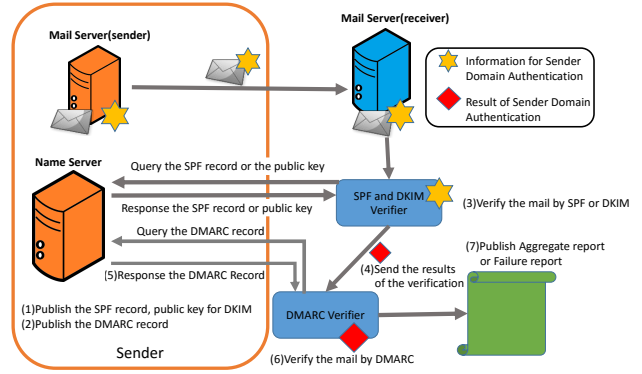 Mail Server(sender)
Mail Server(receiver)
Information for Sender
Domain Authentication
Result of Sender Domain
Authentication
Name Server
Query the SPF record or the public key
Response the SPF record or public key
SPF and DKIM
Verifier
(3)Verify the mail by SPF or DKIM
Query the DMARC record
(5)Response the DMARC Record
(4)Send the results
of the verification
(7)Publish Aggregate report
or Failure report
(1)Publish the SPF record, public key for DKIM
(2)Publish the DMARC record
DMARC Verifier
Sender
(6)Verify the mail by DMARC